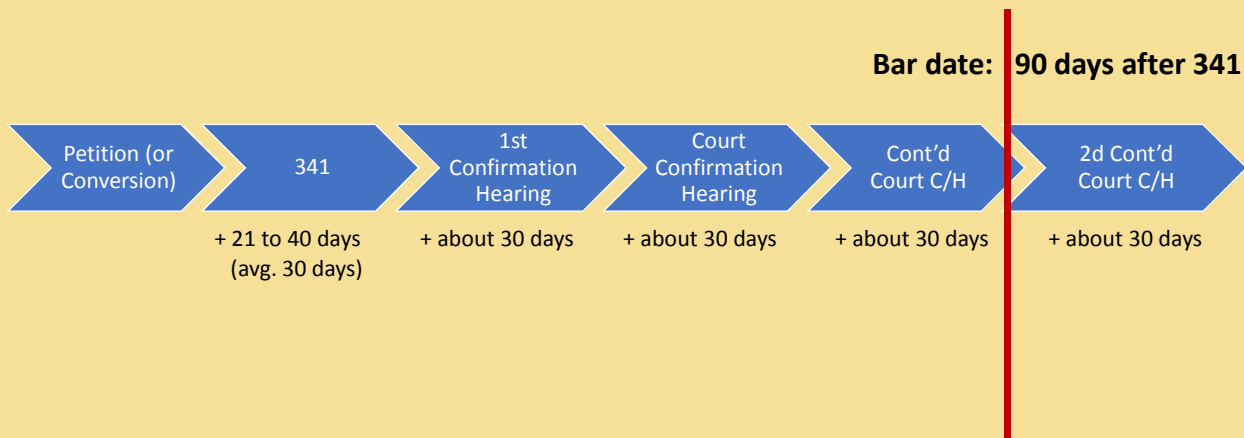 Bar date: 90 days after 341
Petition (or
Conversion)
341
1st
Confirmation
Hearing
Court
Confirmation
Hearing
Cont’d
Court C/H
2d Cont’d
Court C/H
+ 21 to 40 days
(avg. 30 days)
+ about 30 days
+ about 30 days
+ about 30 days
+ about 30 days